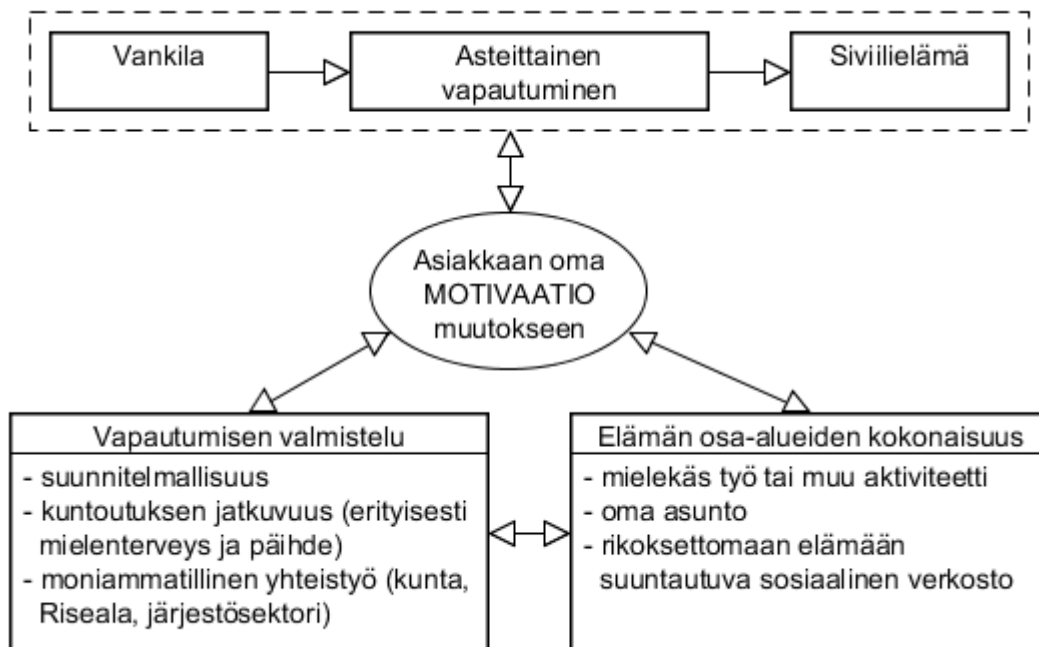 Vankila
Asteittainen
vapautuminen
Siviilielämä
Asiakkaan oma
MOTIVAATIO
muutokseen
Vapautumisen valmistelu
- suunnitelmallisuus
- kuntoutuksen jatkuvuus (erityisesti
mielenterveys ja päihde)
- moniammatillinen yhteistyö (kunta,
Riseala, järjestösektori)
Elämän osa-alueiden kokonaisuus
- mielekäs työ tai muu aktiviteetti
- oma asunto
- rikoksettomaan elämään
suuntautuva sosiaalinen verkosto